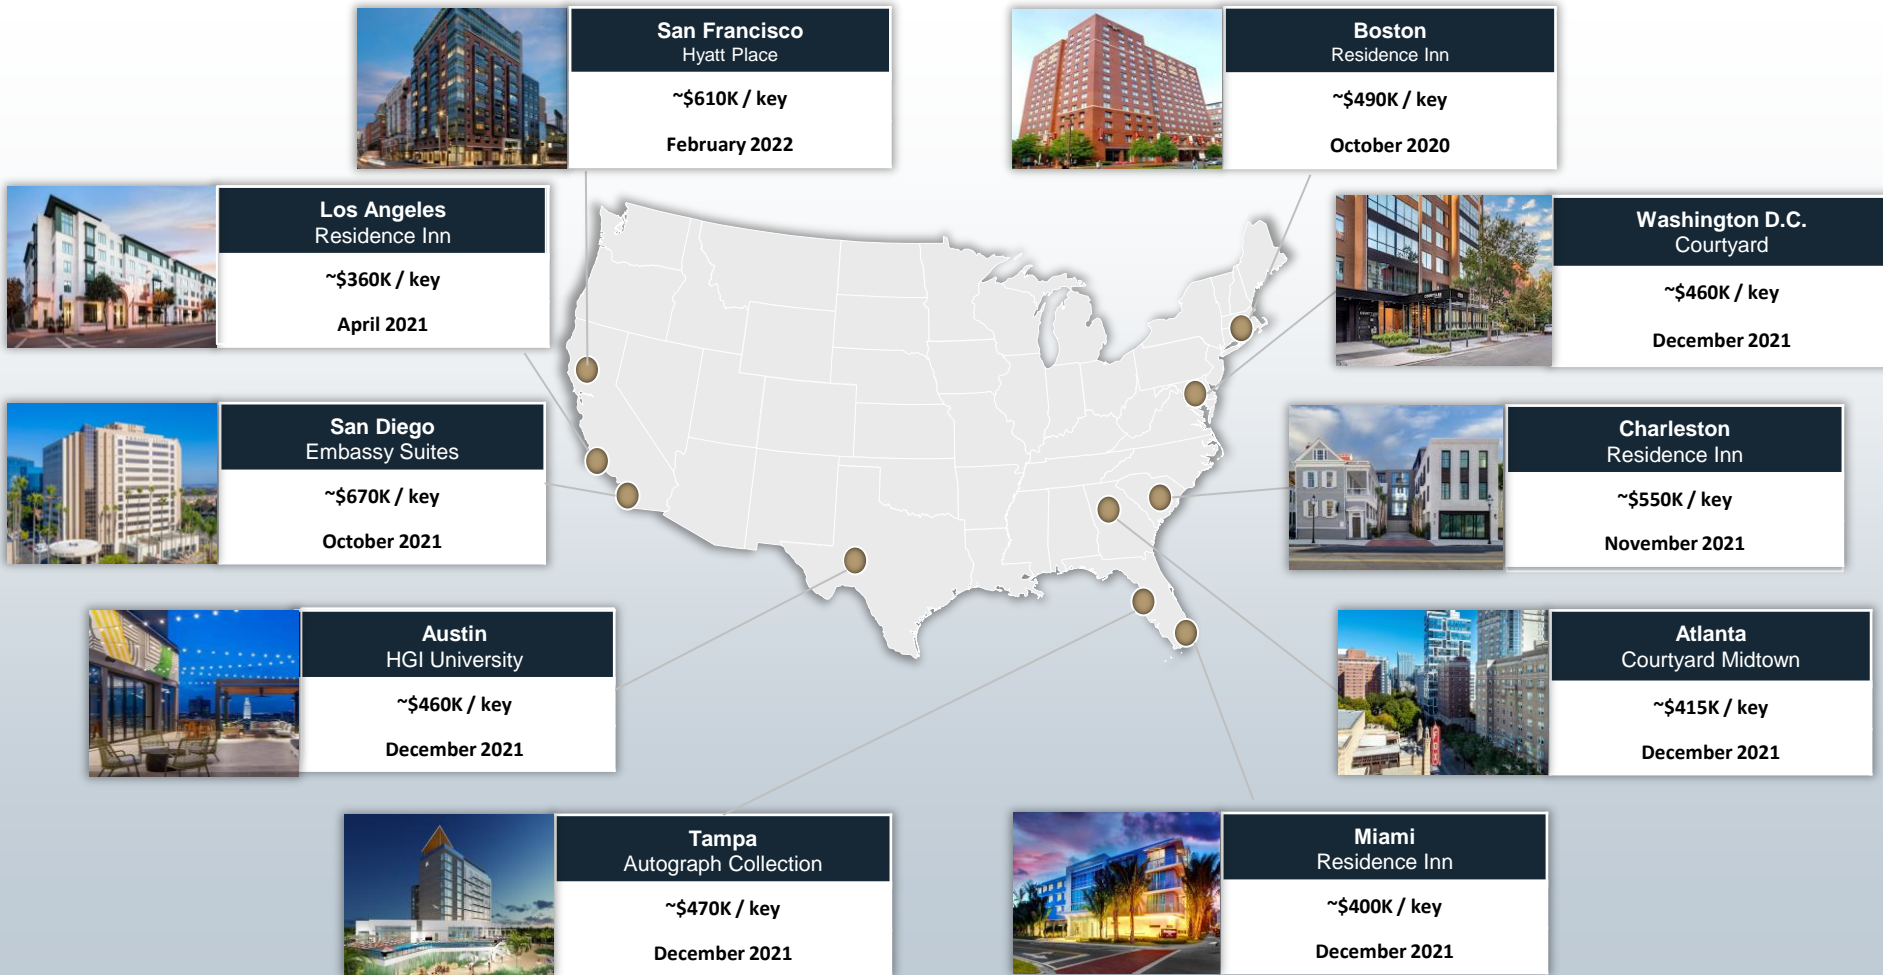 San Francisco
Hyatt Place
~$610K / key
February 2022
Boston
Residence Inn
~$490K / key
October 2020
Los Angeles
Residence Inn
~$360K / key
April 2021
Washington D.C.
Courtyard
~$460K / key
December 2021
San Diego
Embassy Suites
~$670K / key
October 2021
Charleston
Residence Inn
~$550K / key
November 2021
Austin
HGI University
~$460K / key
December 2021
Atlanta
Courtyard Midtown
~$415K / key
December 2021
FOX
Tampa
Autograph Collection
~$470K / key
December 2021
Miami
Residence Inn
~$400K / key
December 2021